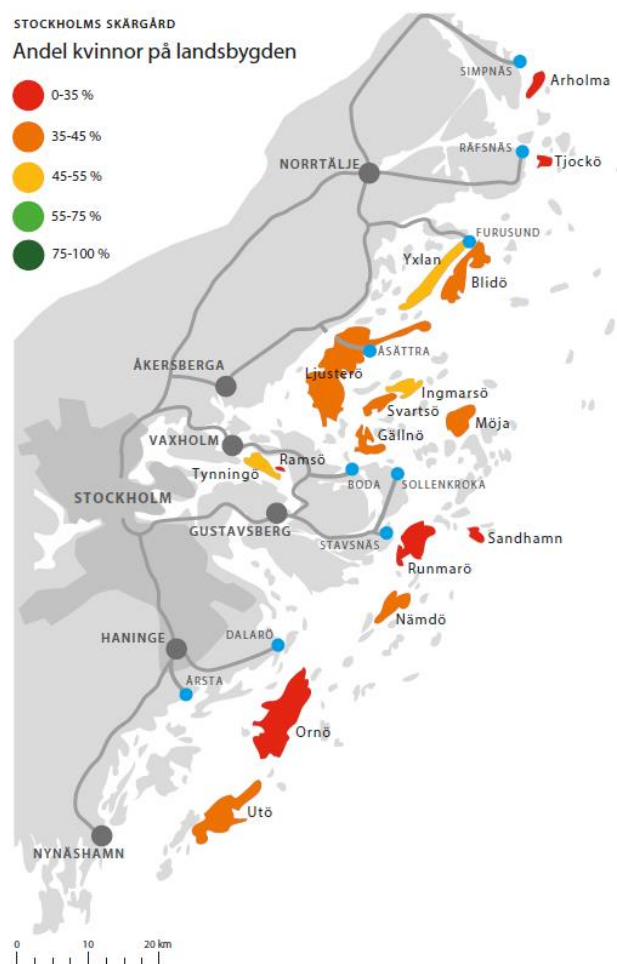 STOCKHOLMS SKÄRGÅRD
Andel kvinnor på landsbygden
0-35 %
35-45 %
45-55 %
55-75 %
75-100 %
SIMPNÄS
Arholma
RÄFSNÄS
NORRTÄLJE
Tjockö
FURUSUND
Yxlan
Blidö
ÅSÄTTRA
ÅKERSBERGA
Ljusterö
Ingmarsö
Svartsö
Möja
Gällnö
VAXHOLM
Ramsö
Tynningö
BODA
SOLLENKROKA
STOCKHOLM
GUSTAVSBERG
Sandhamn
STAVSNÄS
Runmarö
Nämdö
HANINGE
DALARÖ
ÅRSTA
Ornö
Utö
NYNÄSHAMN
0 10 20 km